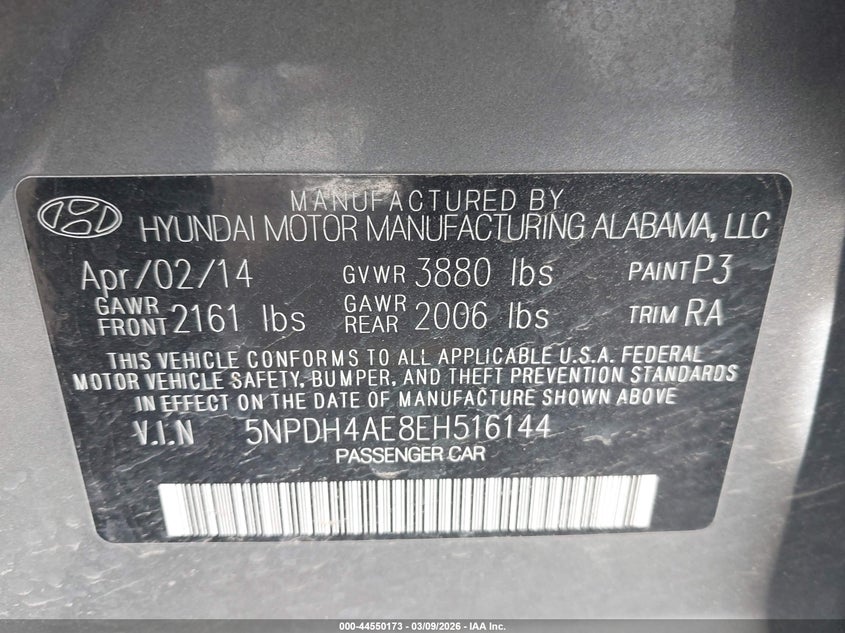 MANUFACTURED BY
HYUNDAI MOTOR MANUFACTURING ALABAMA, LLC
Apr/02/14 GVWR 3880 lbs PAINT P3
GAWR FRONT 2161 lbs GAWR REAR 2006 lbs TRIM RA
THIS VEHICLE CONFORMS TO ALL APPLICABLE U.S.A. FEDERAL
MOTOR VEHICLE SAFETY, BUMPER, AND THEFT PREVENTION STANDARDS
IN EFFECT ON THE DATE OF MANUFACTURE SHOWN ABOVE
V.I.N 5NPDH4AE8EH516144
PASSENGER CAR
000-44550173 - 03/09/2026 - IAA Inc.